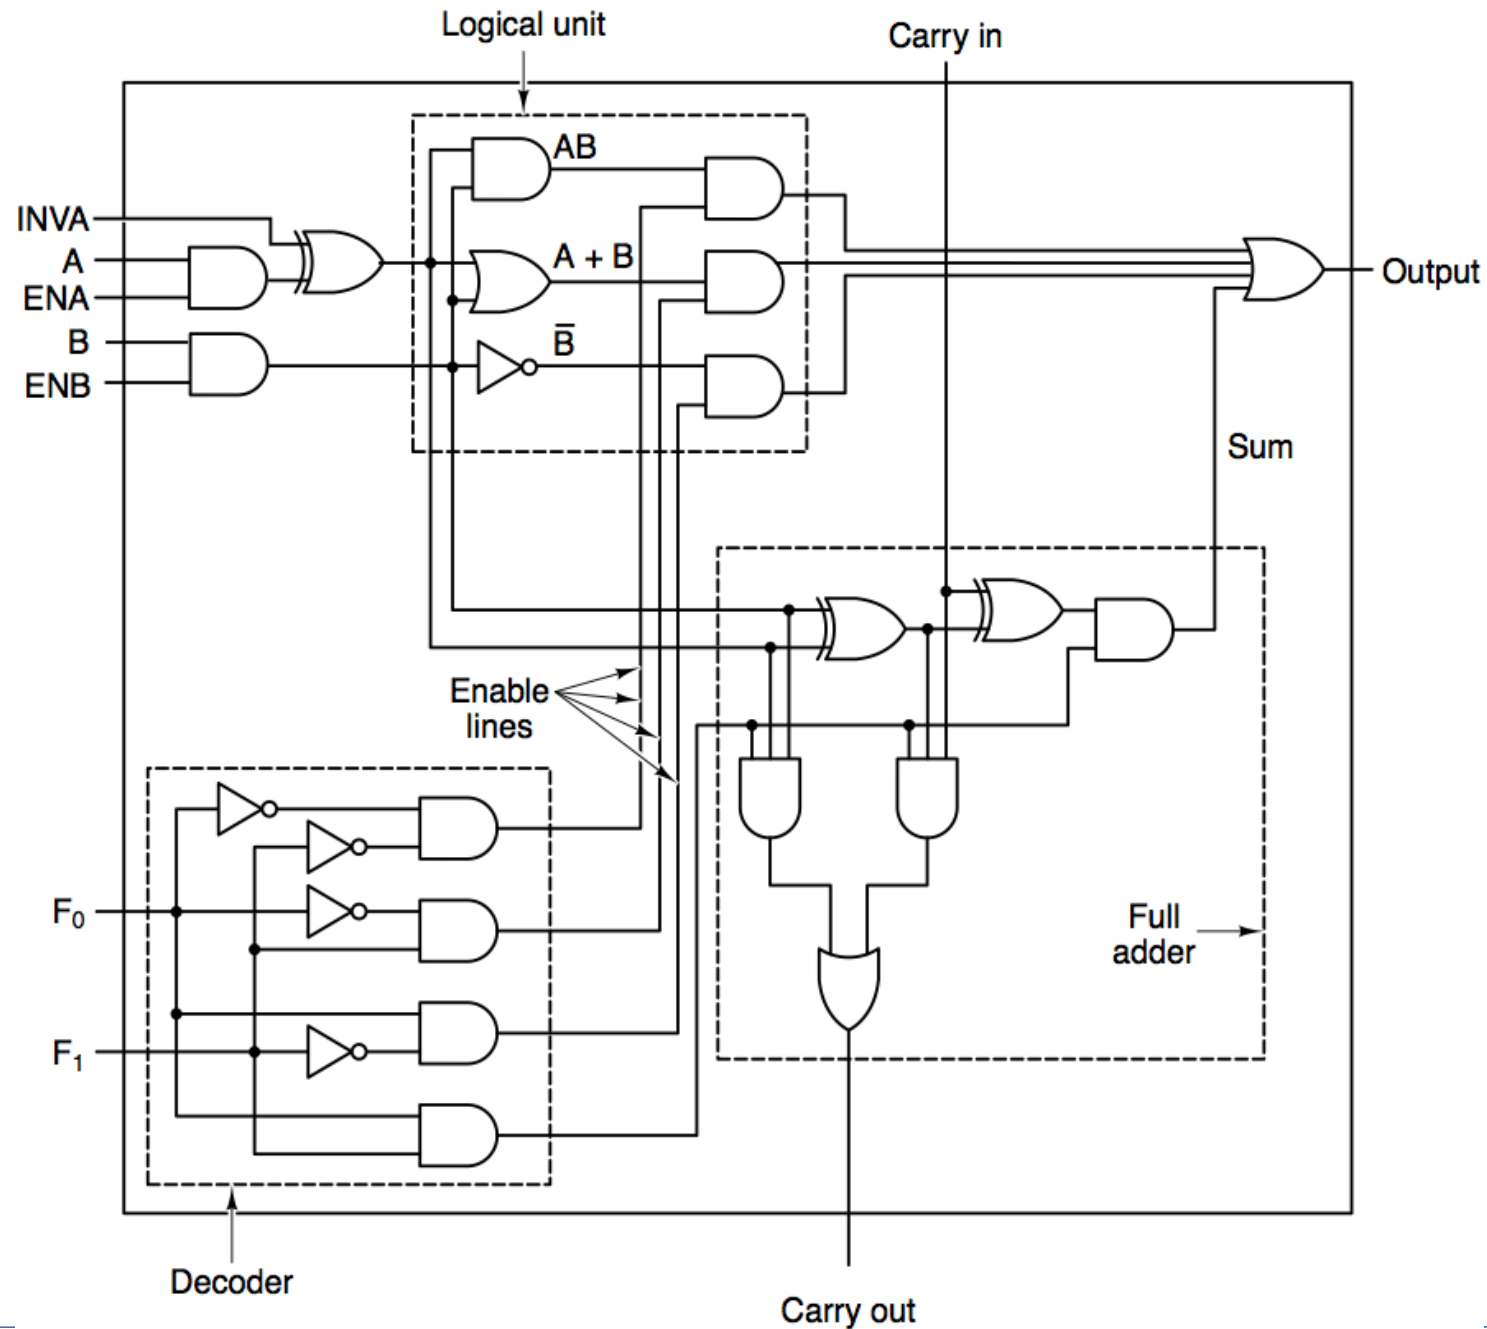 Logical unit
Carry in
AB
INVA
A
A + B
ENA
Output
B
B̅
ENB
Sum
Enable
lines
F₀
Full
adder
F₁
Decoder
Carry out